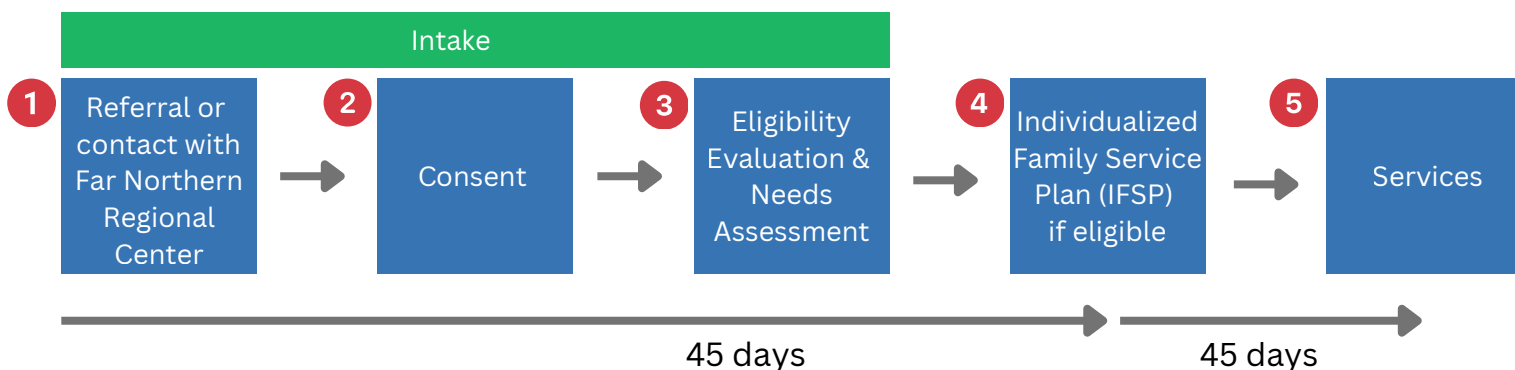 Intake
1
Referral or
contact with
Far Northern
Regional
Center
2
Consent
3
Eligibility
Evaluation &
Needs
Assessment
4
Individualized
Family Service
Plan (IFSP)
if eligible
5
Services
45 days
45 days